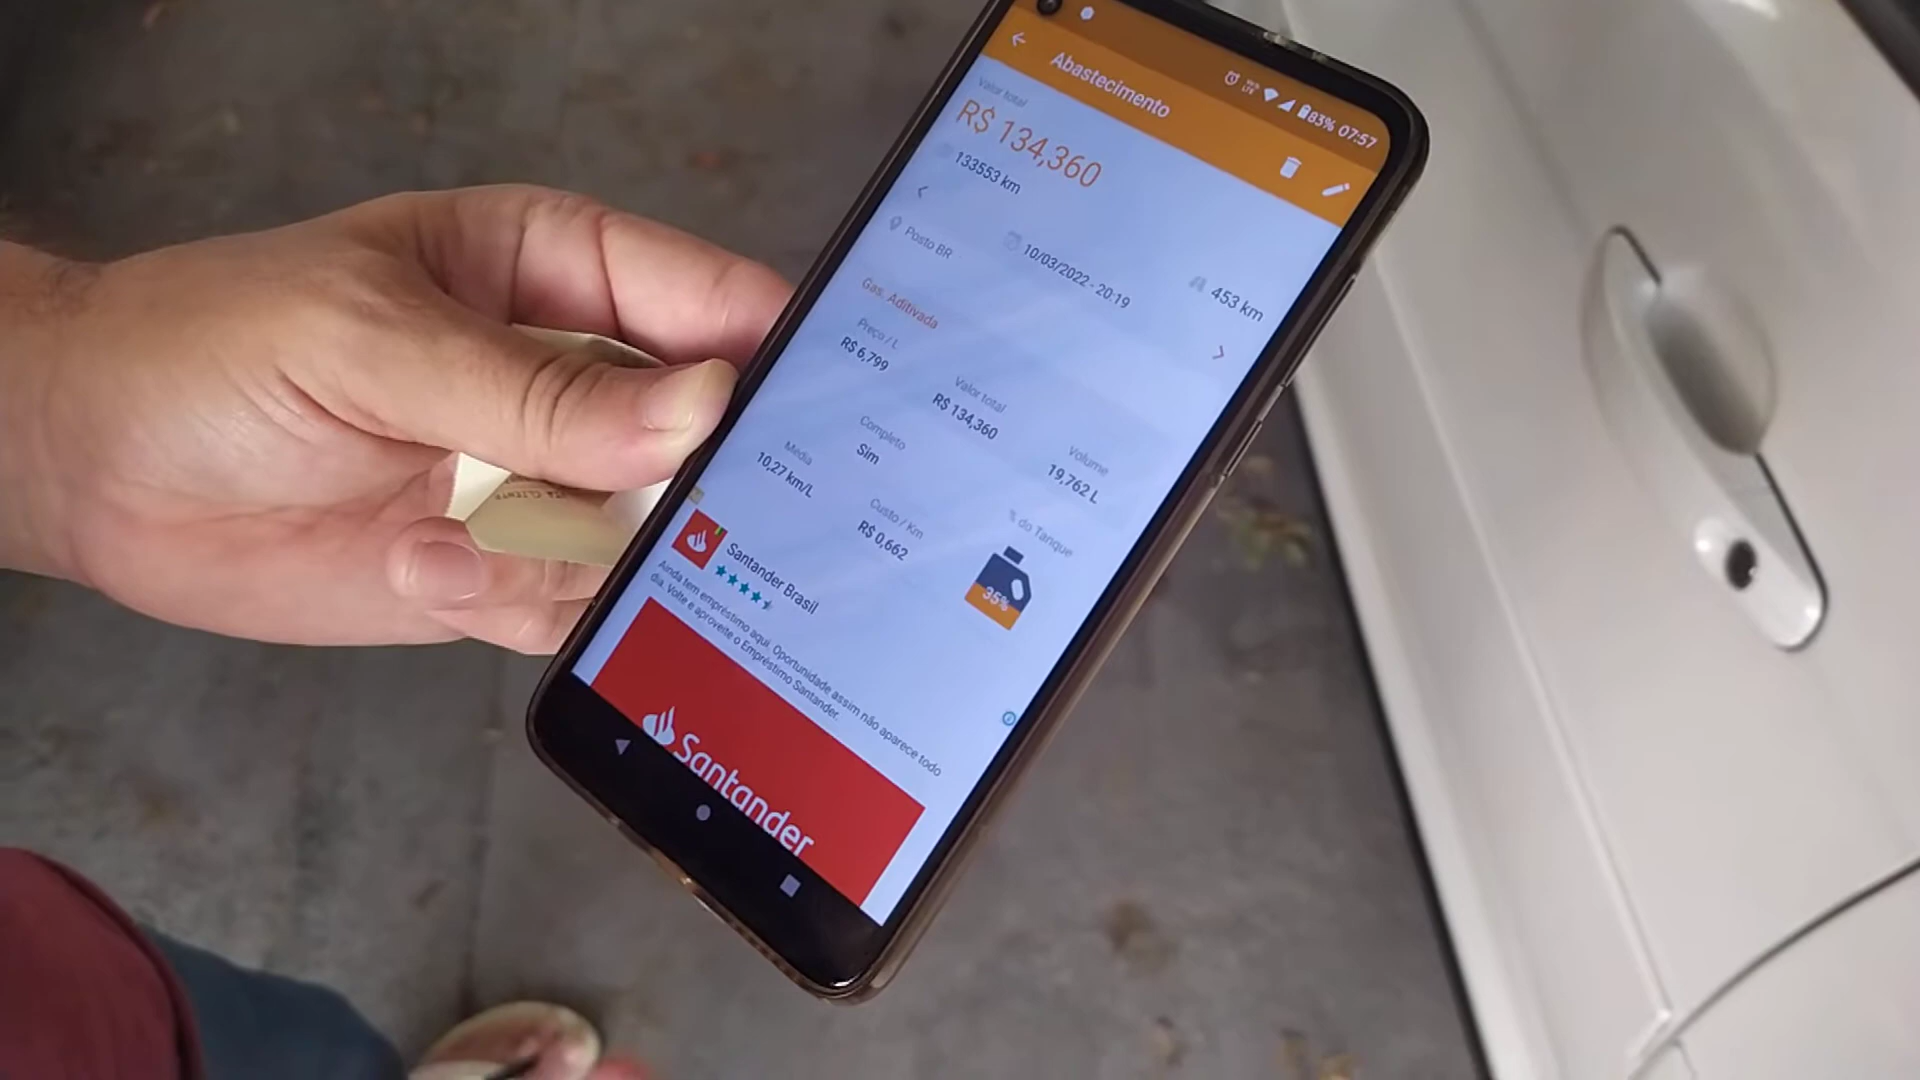 83% 07:57
Abastecimento
Valor total
R$ 134,360
133553 km
Posto BR
10/03/2022 - 20:19
453 km
Gas. Aditivada
Preço / L
R$ 6,799
Valor total
R$ 134,360
Volume
19,762 L
Média
10,27 km/L
Completo
Sim
Custo / Km
R$ 0,662
% do Tanque
35%
Santander Brasil
Ainda tem empréstimo aqui. Oportunidade assim não aparece todo
dia. Volte e aproveite o Empréstimo Santander.
Santander
CLIENTE